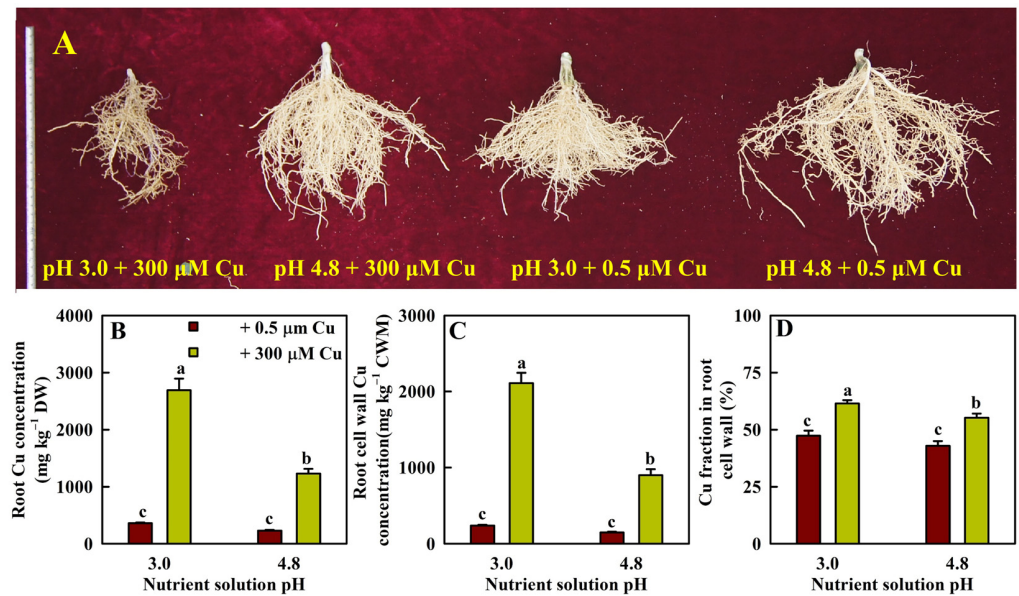 A
pH 3.0 + 300 µM Cu
pH 4.8 + 300 µM Cu
pH 3.0 + 0.5 µM Cu
pH 4.8 + 0.5 µM Cu
B
+ 0.5 µm Cu
+ 300 µM Cu
Root Cu concentration
(mg kg⁻¹ DW)
4000
3000
2000
1000
0
c
a
c
b
3.0
4.8
Nutrient solution pH
C
Root cell wall Cu
concentration(mg kg⁻¹ CWM)
3000
2000
1000
0
c
a
c
b
3.0
4.8
Nutrient solution pH
D
Cu fraction in root
cell wall (%)
100
75
50
25
0
c
a
c
b
3.0
4.8
Nutrient solution pH